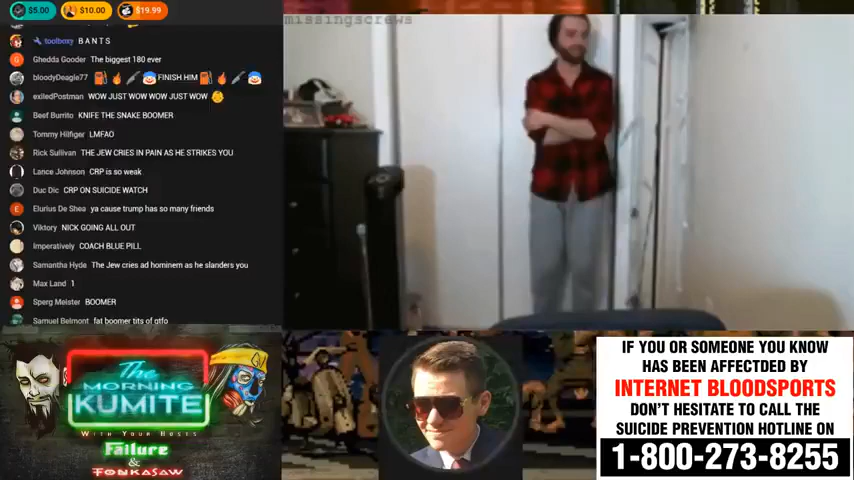 $5.00 $10.00 $19.99
missingscrews
toolboxy BANTS
Ghedda Gooder The biggest 180 ever
bloodyDeagle77 FINISH HIM
exiledPostman WOW JUST WOW WOW JUST WOW
Beef Burrito KNIFE THE SNAKE BOOMER
Tommy Hilfiger LMFAO
Rick Sullivan THE JEW CRIES IN PAIN AS HE STRIKES YOU
Lance Johnson CRP is so weak
Duc Dic CRP ON SUICIDE WATCH
Elurius De Shea ya cause trump has so many friends
Viktory NICK GOING ALL OUT
Imperatively COACH BLUE PILL
Samantha Hyde The Jew cries ad hominem as he slanders you
Max Land 1
Sperg Meister BOOMER
Samuel Belmont fat boomer tits of gtfo
The
MORNING
KUMITE
With Your Hosts
Failure
&
TONKASAW
IF YOU OR SOMEONE YOU KNOW
HAS BEEN AFFECTDED BY
INTERNET BLOODSPORTS
DON'T HESITATE TO CALL THE
SUICIDE PREVENTION HOTLINE ON
1-800-273-8255